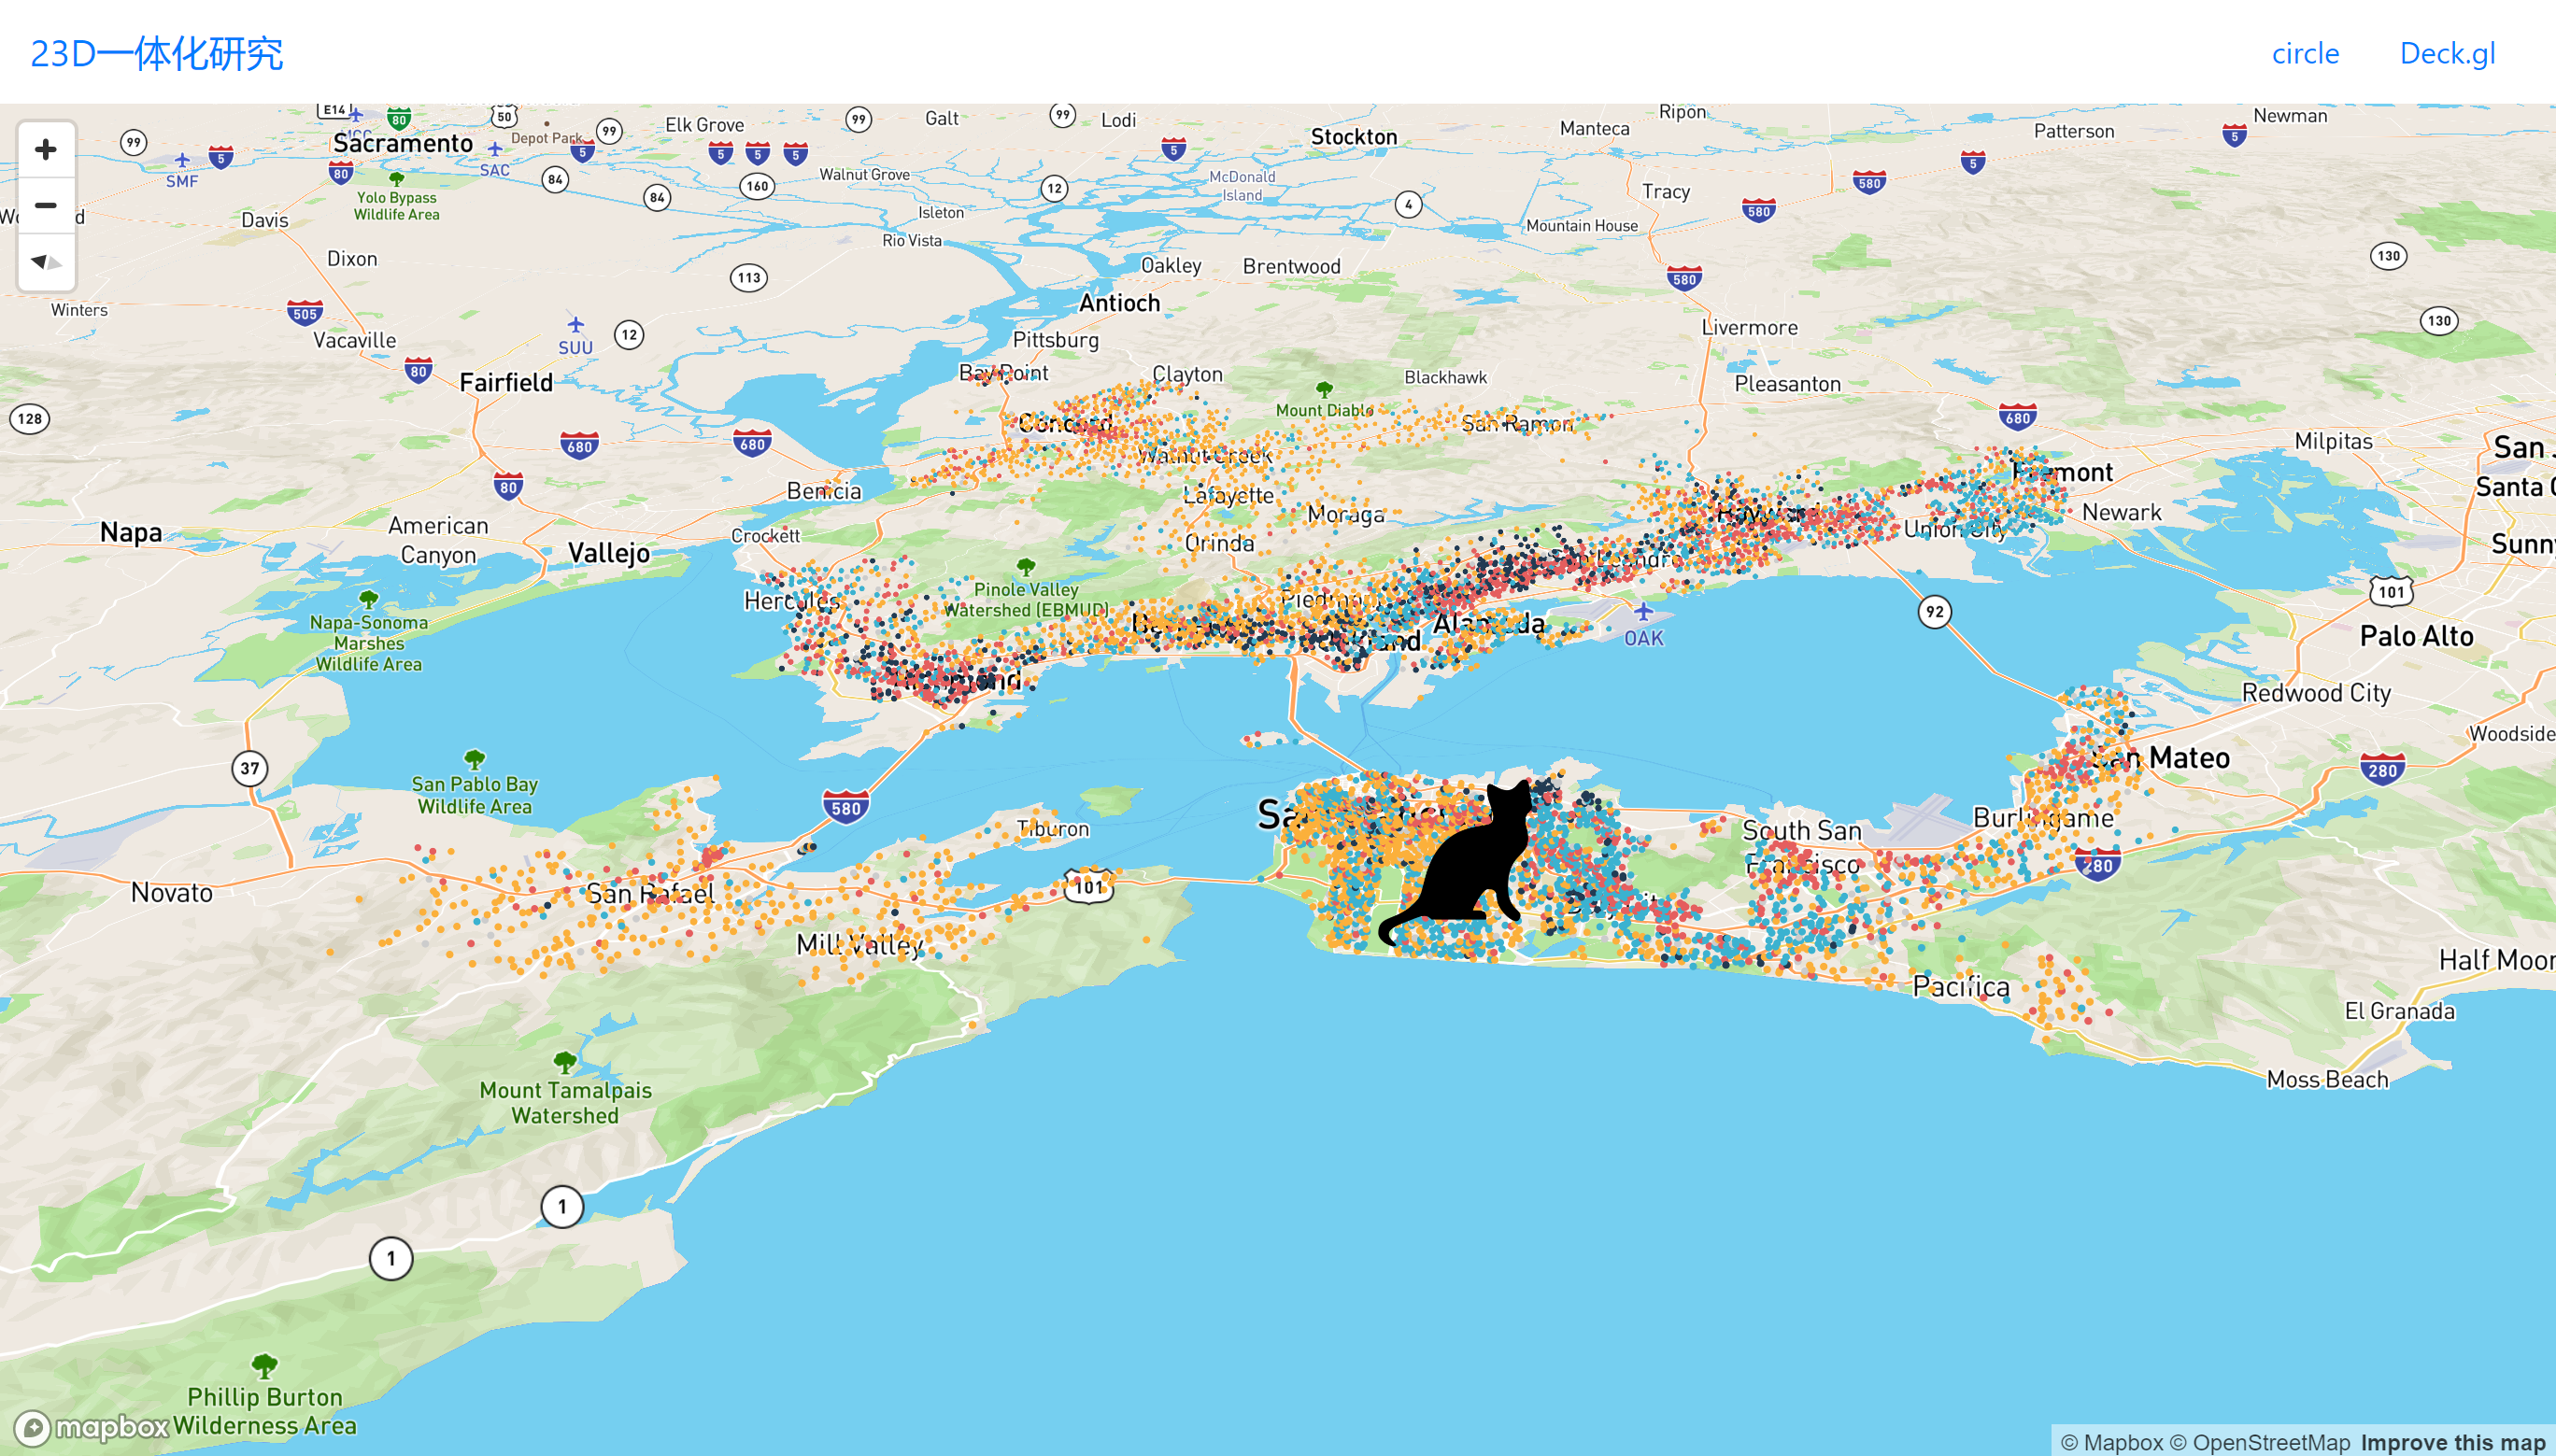 23D一体化研究
circle
Deck.gl
E14
80
50
99
Elk Grove
99
Galt
99
Lodi
Ripon
Manteca
Stockton
Patterson
5
Newman
99
Sacramento
Depot Park
5
5
5
5
5
SMF
5
80
SAC
84
84
160
Walnut Grove
12
McDonald
Island
4
Tracy
580
580
5
Yolo Bypass
Wildlife Area
Davis
Isleton
Rio Vista
Mountain House
Dixon
113
Oakley
Brentwood
580
130
Winters
505
Antioch
Vacaville
SUU
12
Pittsburg
Livermore
130
80
Fairfield
Bay Point
Clayton
Blackhawk
Pleasanton
128
680
680
Mount Diablo
Concord
San Ramon
680
Milpitas
Walnut Creek
80
Benicia
Lafayette
Fremont
Napa
American
Canyon
Crockett
Moraga
Hayward
Newark
Union City
Vallejo
Orinda
San Leandro
Pinole Valley
Watershed (EBMUD)
Hercules
Piedmont
101
92
Napa-Sonoma
Marshes
Wildlife Area
Alameda
OAK
Palo Alto
Redwood City
37
San Pablo Bay
Wildlife Area
580
Woodside
San Mateo
280
Tiburon
Burlingame
South San
Francisco
280
Novato
San Rafael
101
Mill Valley
Daly City
Pacifica
El Granada
Moss Beach
Mount Tamalpais
Watershed
1
1
Phillip Burton
Wilderness Area
mapbox
© Mapbox © OpenStreetMap Improve this map